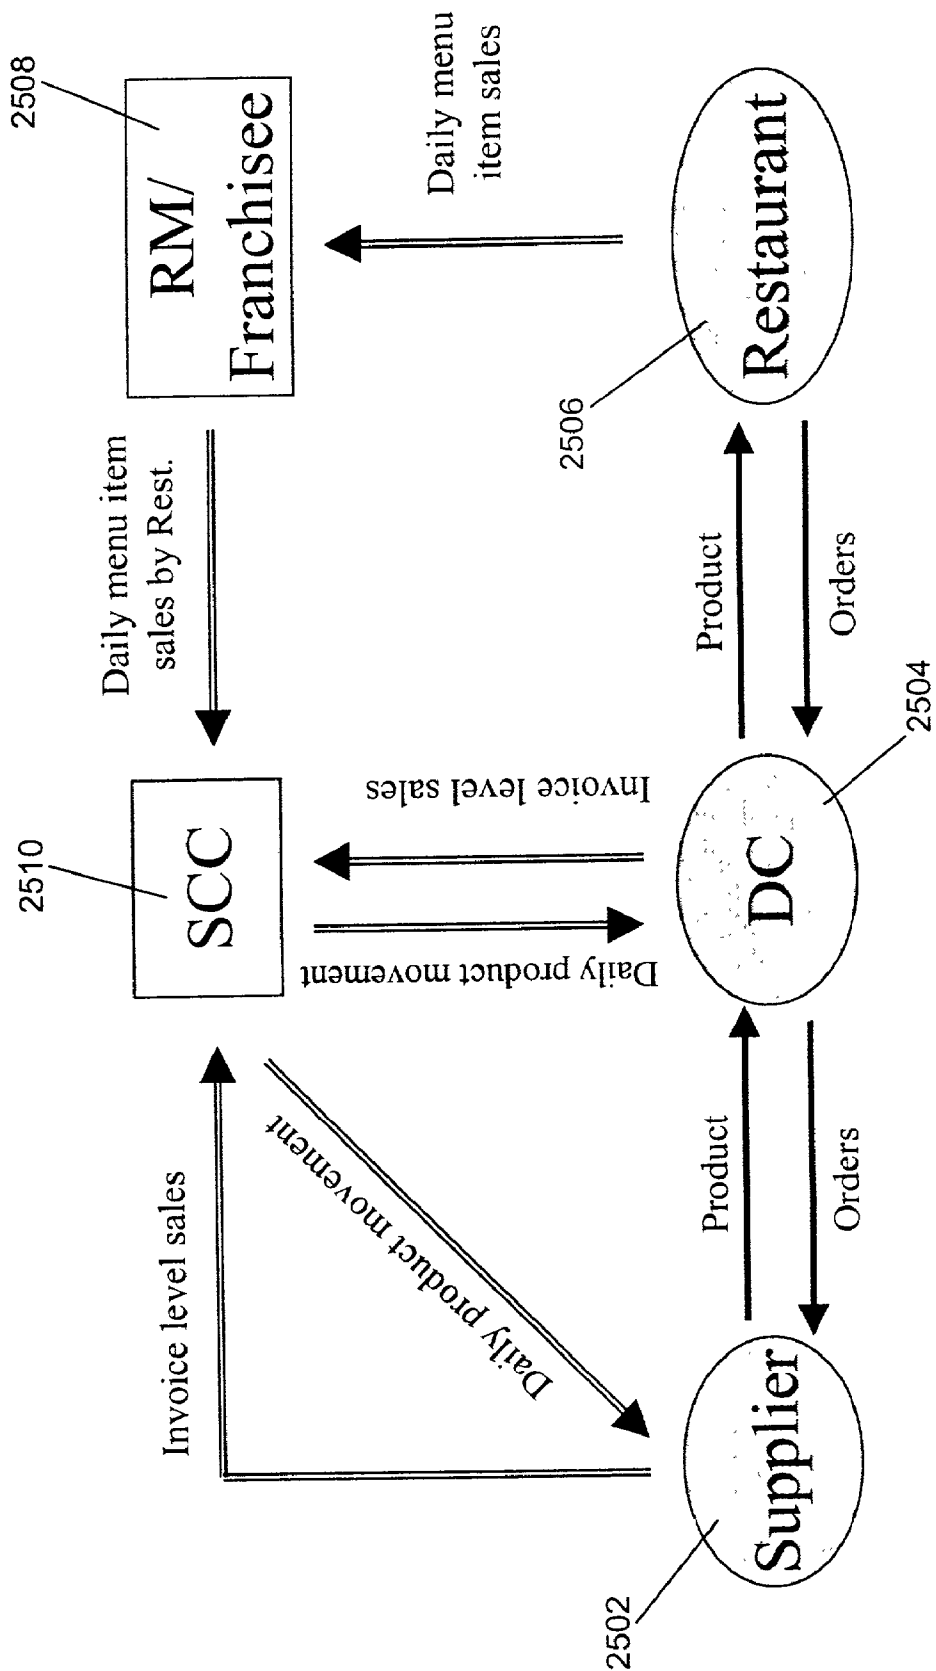 2508
RM/
Franchisee
Daily menu item
sales by Rest.
2510
SCC
Invoice level sales
Daily menu
item sales
Invoice level sales
Daily product movement
Daily product movement
2506
Restaurant
Product
Orders
2504
DC
Product
Orders
2502
Supplier